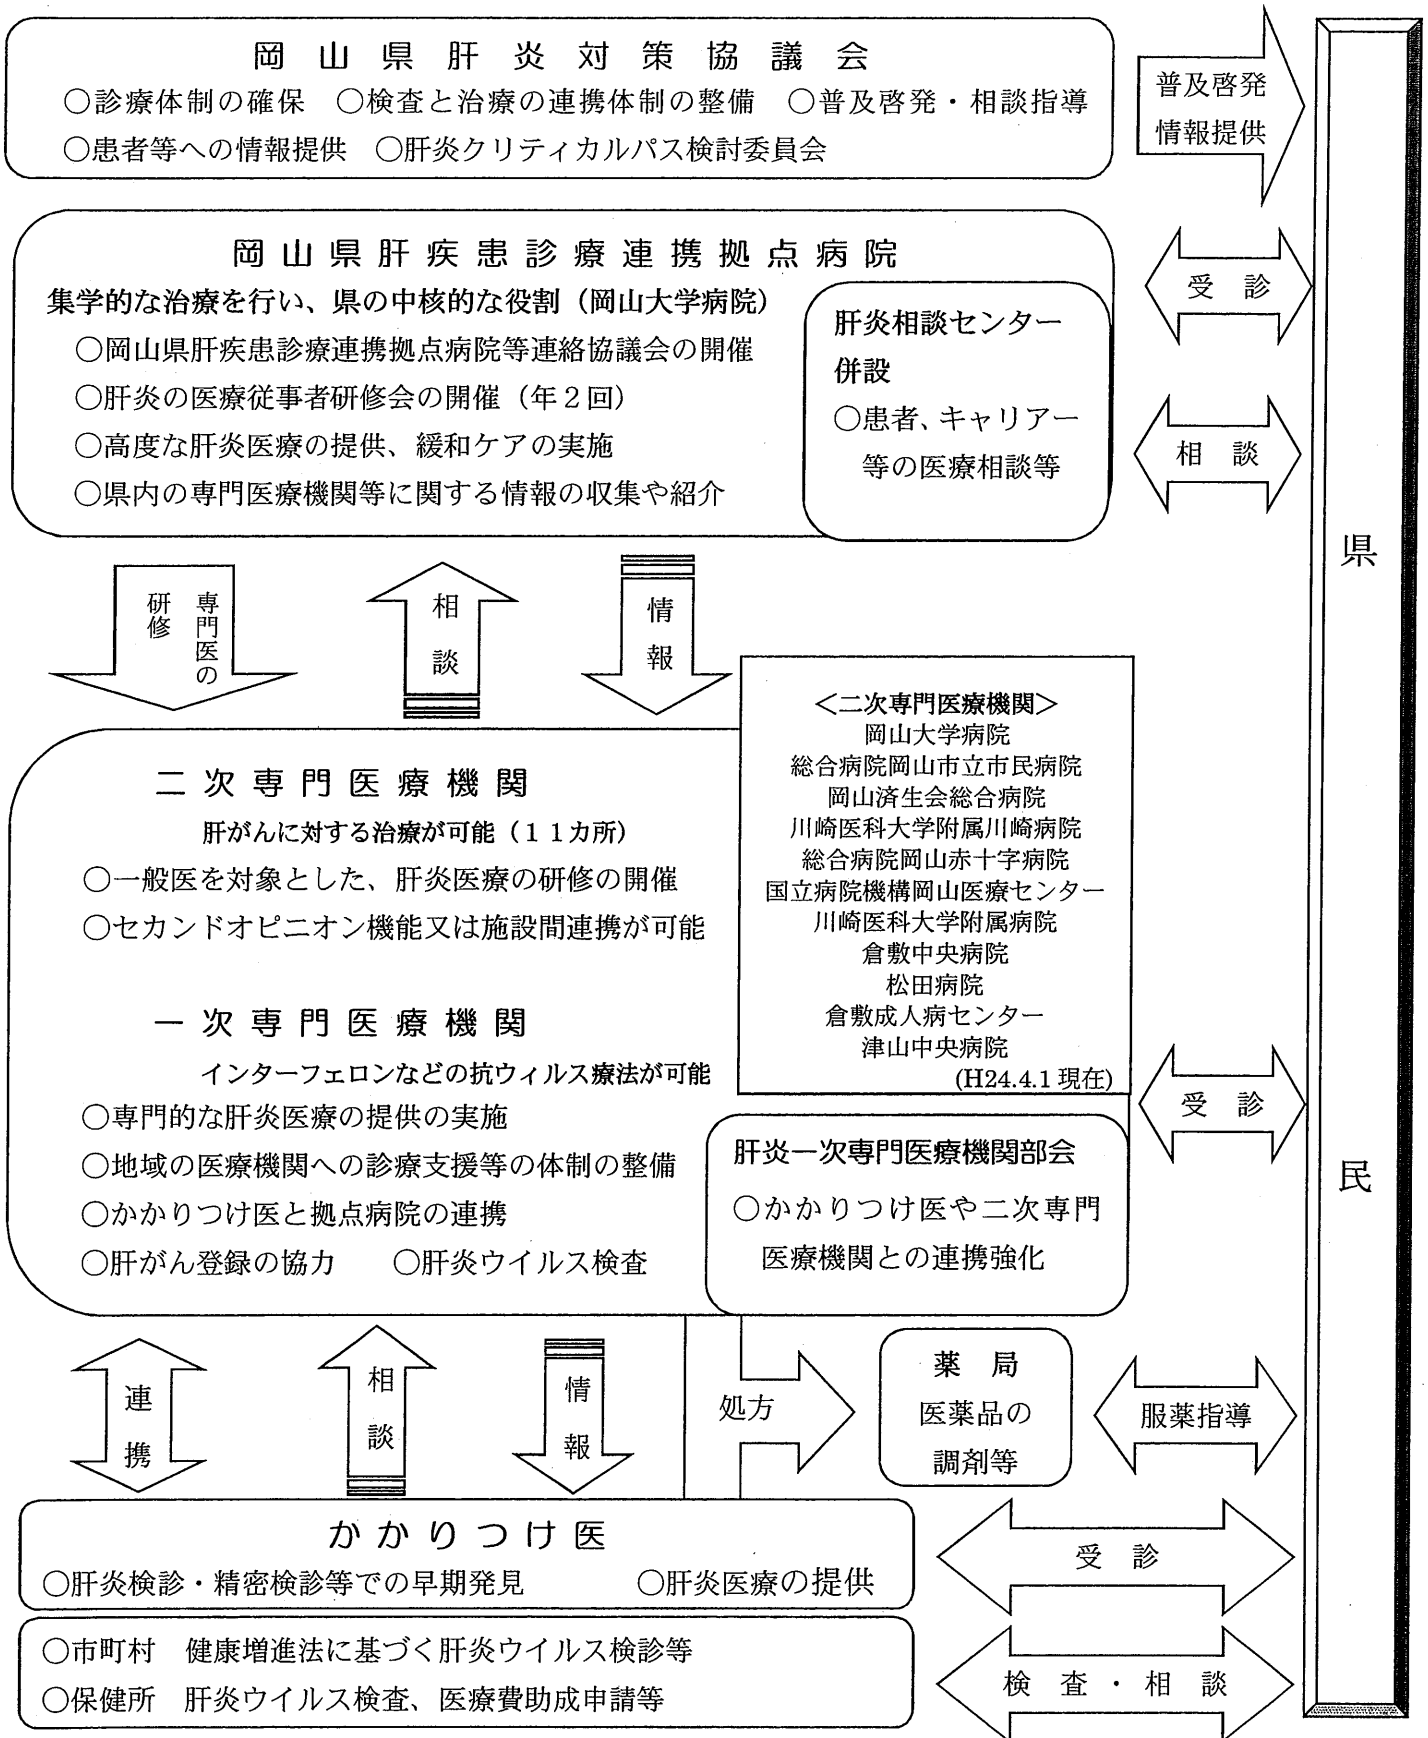 岡山県肝炎対策協議会
○診療体制の確保　○検査と治療の連携体制の整備　○普及啓発・相談指導
○患者等への情報提供　○肝炎クリティカルパス検討委員会
普及啓発
情報提供
岡山県肝疾患診療連携拠点病院
集学的な治療を行い、県の中核的な役割（岡山大学病院）
○岡山県肝疾患診療連携拠点病院等連絡協議会の開催
○肝炎の医療従事者研修会の開催（年２回）
○高度な肝炎医療の提供、緩和ケアの実施
○県内の専門医療機関等に関する情報の収集や紹介
肝炎相談センター
併設
○患者、キャリアー
等の医療相談等
受　診
相　談
県
民
専門医の
研修
相談
情報
二次専門医療機関
肝がんに対する治療が可能（１１カ所）
○一般医を対象とした、肝炎医療の研修の開催
○セカンドオピニオン機能又は施設間連携が可能
＜二次専門医療機関＞
岡山大学病院
総合病院岡山市立市民病院
岡山済生会総合病院
川崎医科大学附属川崎病院
総合病院岡山赤十字病院
国立病院機構岡山医療センター
川崎医科大学附属病院
倉敷中央病院
松田病院
倉敷成人病センター
津山中央病院
(H24.4.1 現在)
一次専門医療機関
インターフェロンなどの抗ウィルス療法が可能
○専門的な肝炎医療の提供の実施
○地域の医療機関への診療支援等の体制の整備
○かかりつけ医と拠点病院の連携
○肝がん登録の協力　　○肝炎ウイルス検査
肝炎一次専門医療機関部会
○かかりつけ医や二次専門
医療機関との連携強化
受　診
連携
相談
情報
処方
薬　局
医薬品の
調剤等
服薬指導
かかりつけ医
○肝炎検診・精密検診等での早期発見　　　　○肝炎医療の提供
受　診
○市町村　健康増進法に基づく肝炎ウイルス検診等
○保健所　肝炎ウイルス検査、医療費助成申請等
検　査　・　相　談